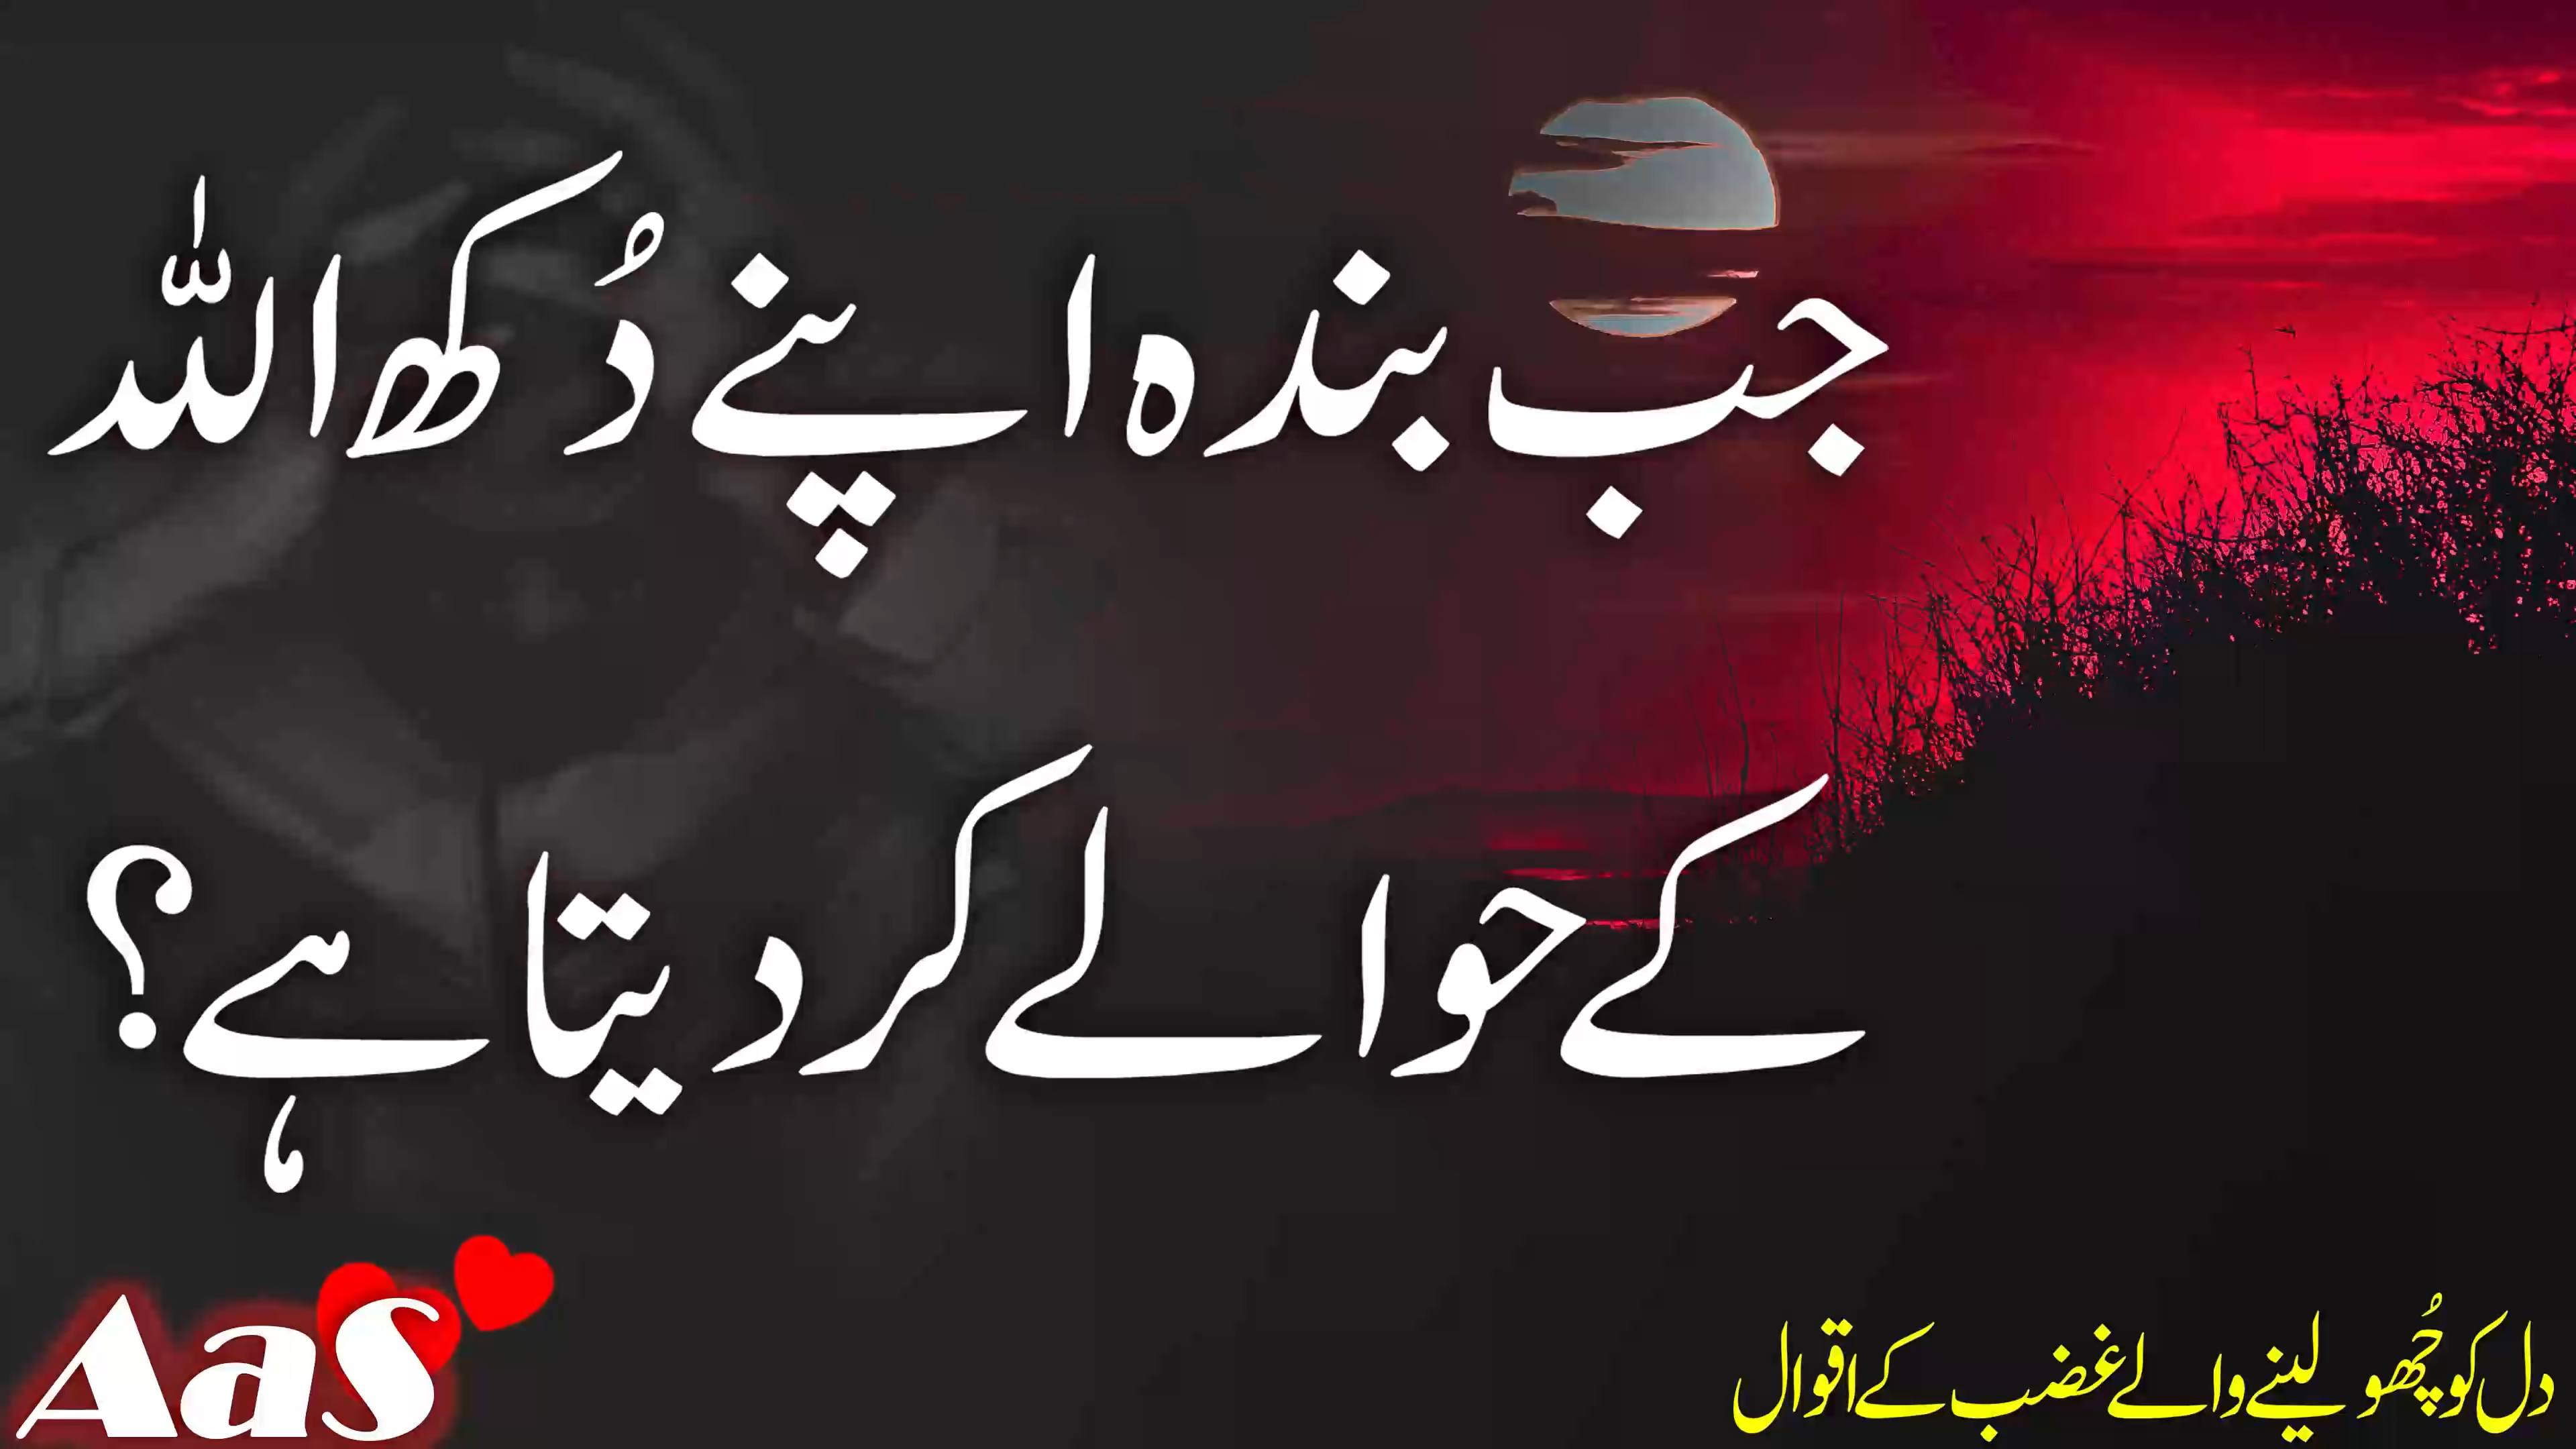 جب بندہ اپنے دُکھ اللہ
کے حوالے کر دیتا ہے؟
AaS
دل کو چُھو لینے والے غضب کے اقوال